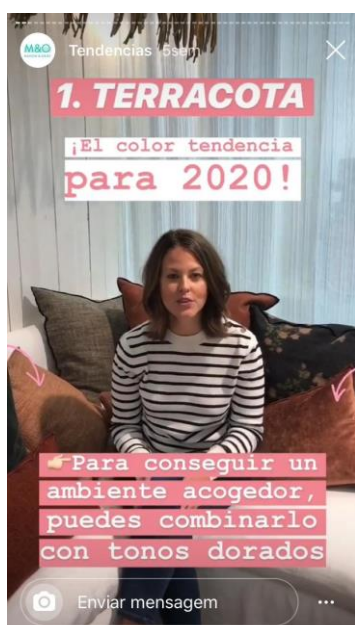 M&O
Tendencias 5sem
1. TERRACOTA
¡El color tendencia
para 2020!
👉🏻Para conseguir un
ambiente acogedor,
puedes combinarlo
con tonos dorados
Enviar mensagem